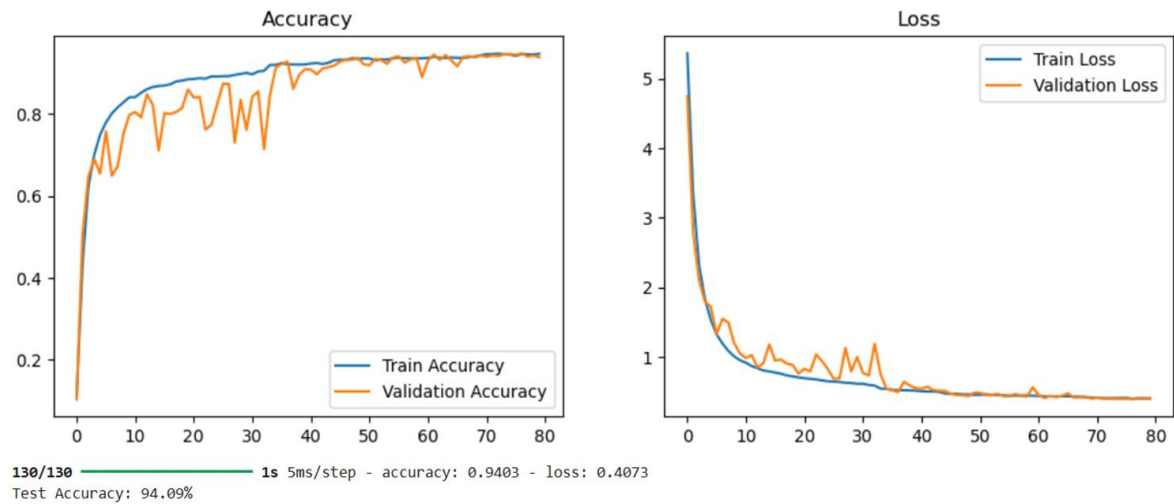 Accuracy
0.8
0.6
0.4
0.2
Train Accuracy
Validation Accuracy
0 10 20 30 40 50 60 70 80
Loss
5
4
3
2
1
Train Loss
Validation Loss
0 10 20 30 40 50 60 70 80
130/130 1s 5ms/step - accuracy: 0.9403 - loss: 0.4073
Test Accuracy: 94.09%